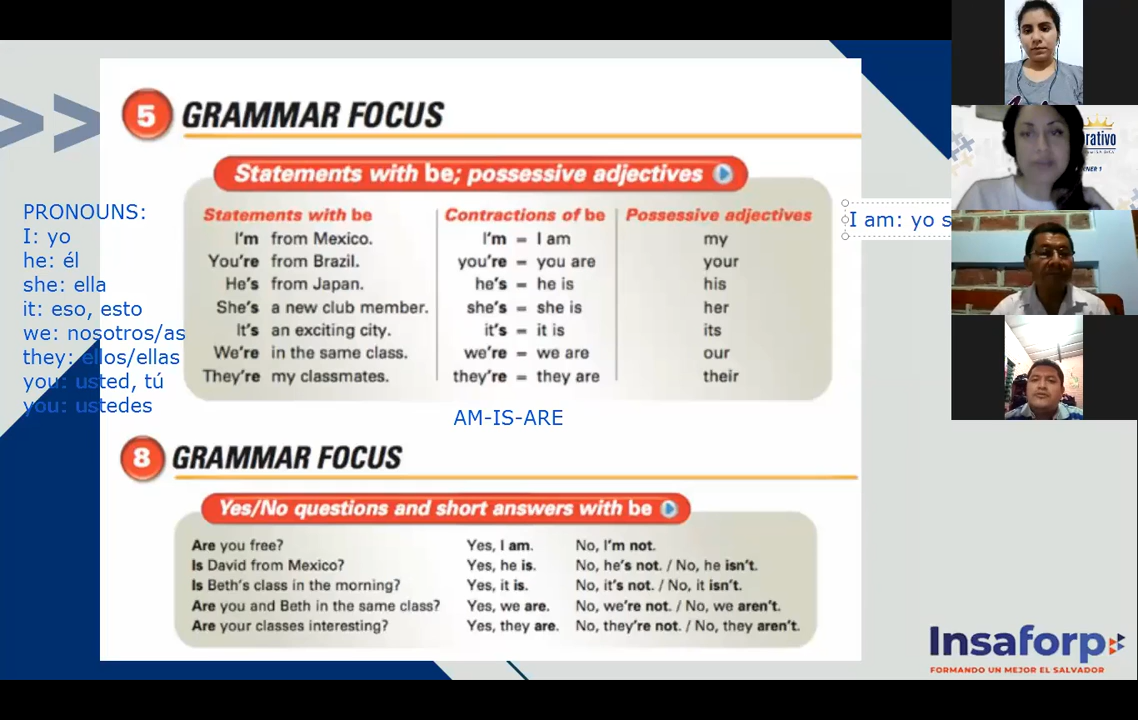 5 GRAMMAR FOCUS
Statements with be; possessive adjectives
Statements with be Contractions of be Possessive adjectives
I'm from Mexico. I'm = I am my
You're from Brazil. you're = you are your
He's from Japan. he's = he is his
She's a new club member. she's = she is her
It's an exciting city. it's = it is its
We're in the same class. we're = we are our
They're my classmates. they're = they are their
PRONOUNS:
I: yo
he: él
she: ella
it: eso, esto
we: nosotros/as
they: ellos/ellas
you: usted, tú
you: ustedes
I am: yo s
AM-IS-ARE
8 GRAMMAR FOCUS
Yes/No questions and short answers with be
Are you free? Yes, I am. No, I'm not.
Is David from Mexico? Yes, he is. No, he's not. / No, he isn't.
Is Beth's class in the morning? Yes, it is. No, it's not. / No, it isn't.
Are you and Beth in the same class? Yes, we are. No, we're not. / No, we aren't.
Are your classes interesting? Yes, they are. No, they're not. / No, they aren't.
Insaforp
FORMANDO UN MEJOR EL SALVADOR
rativo